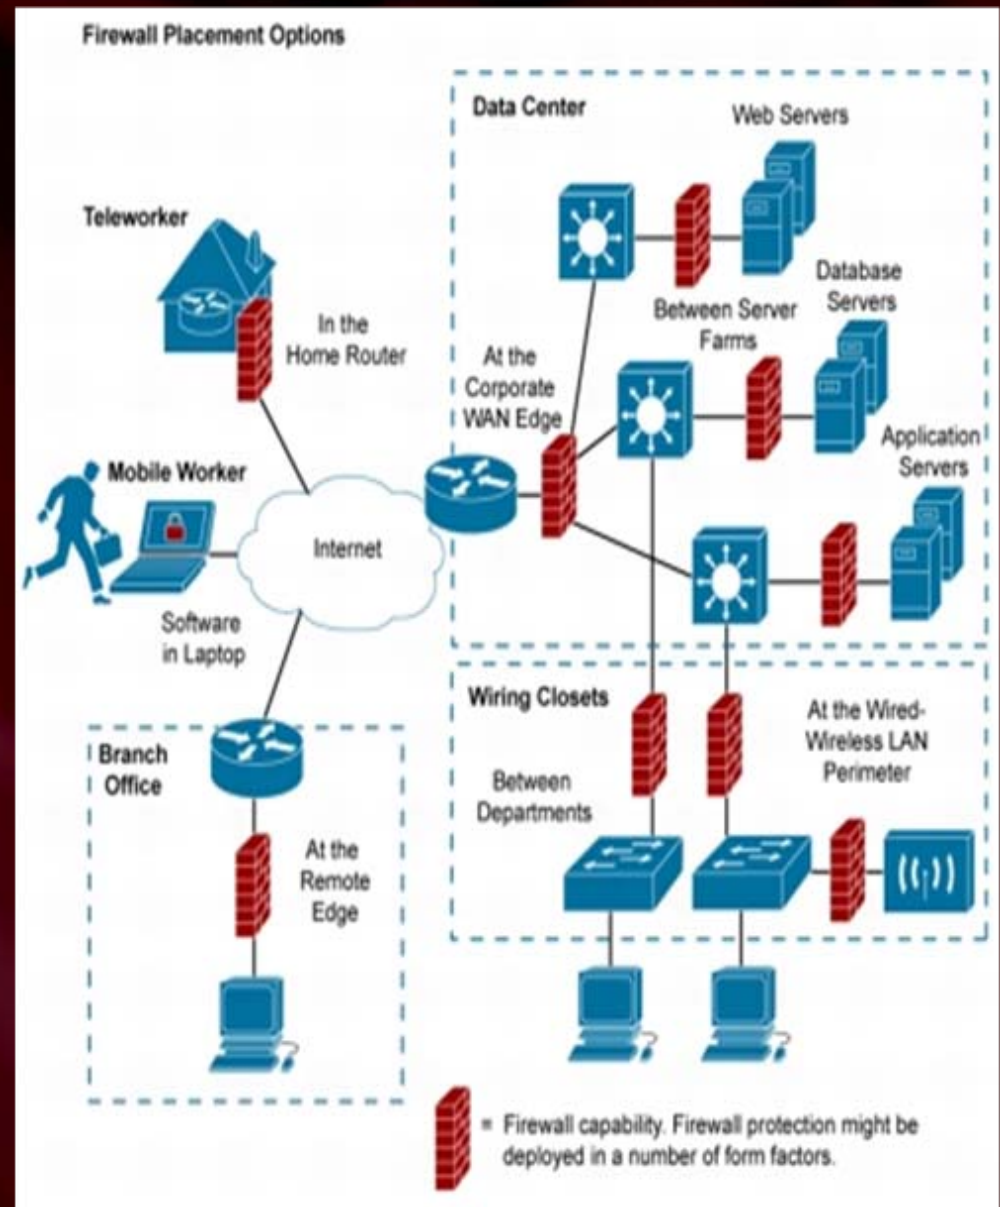 Firewall Placement Options
Data Center
Web Servers
Teleworker
Database
Servers
In the
Home Router
Between Server
Farms
At the
Corporate
WAN Edge
Application
Servers
Mobile Worker
Internet
Software
in Laptop
Wiring Closets
At the Wired-
Wireless LAN
Perimeter
Branch
Office
Between
Departments
At the
Remote
Edge
= Firewall capability. Firewall protection might be
deployed in a number of form factors.